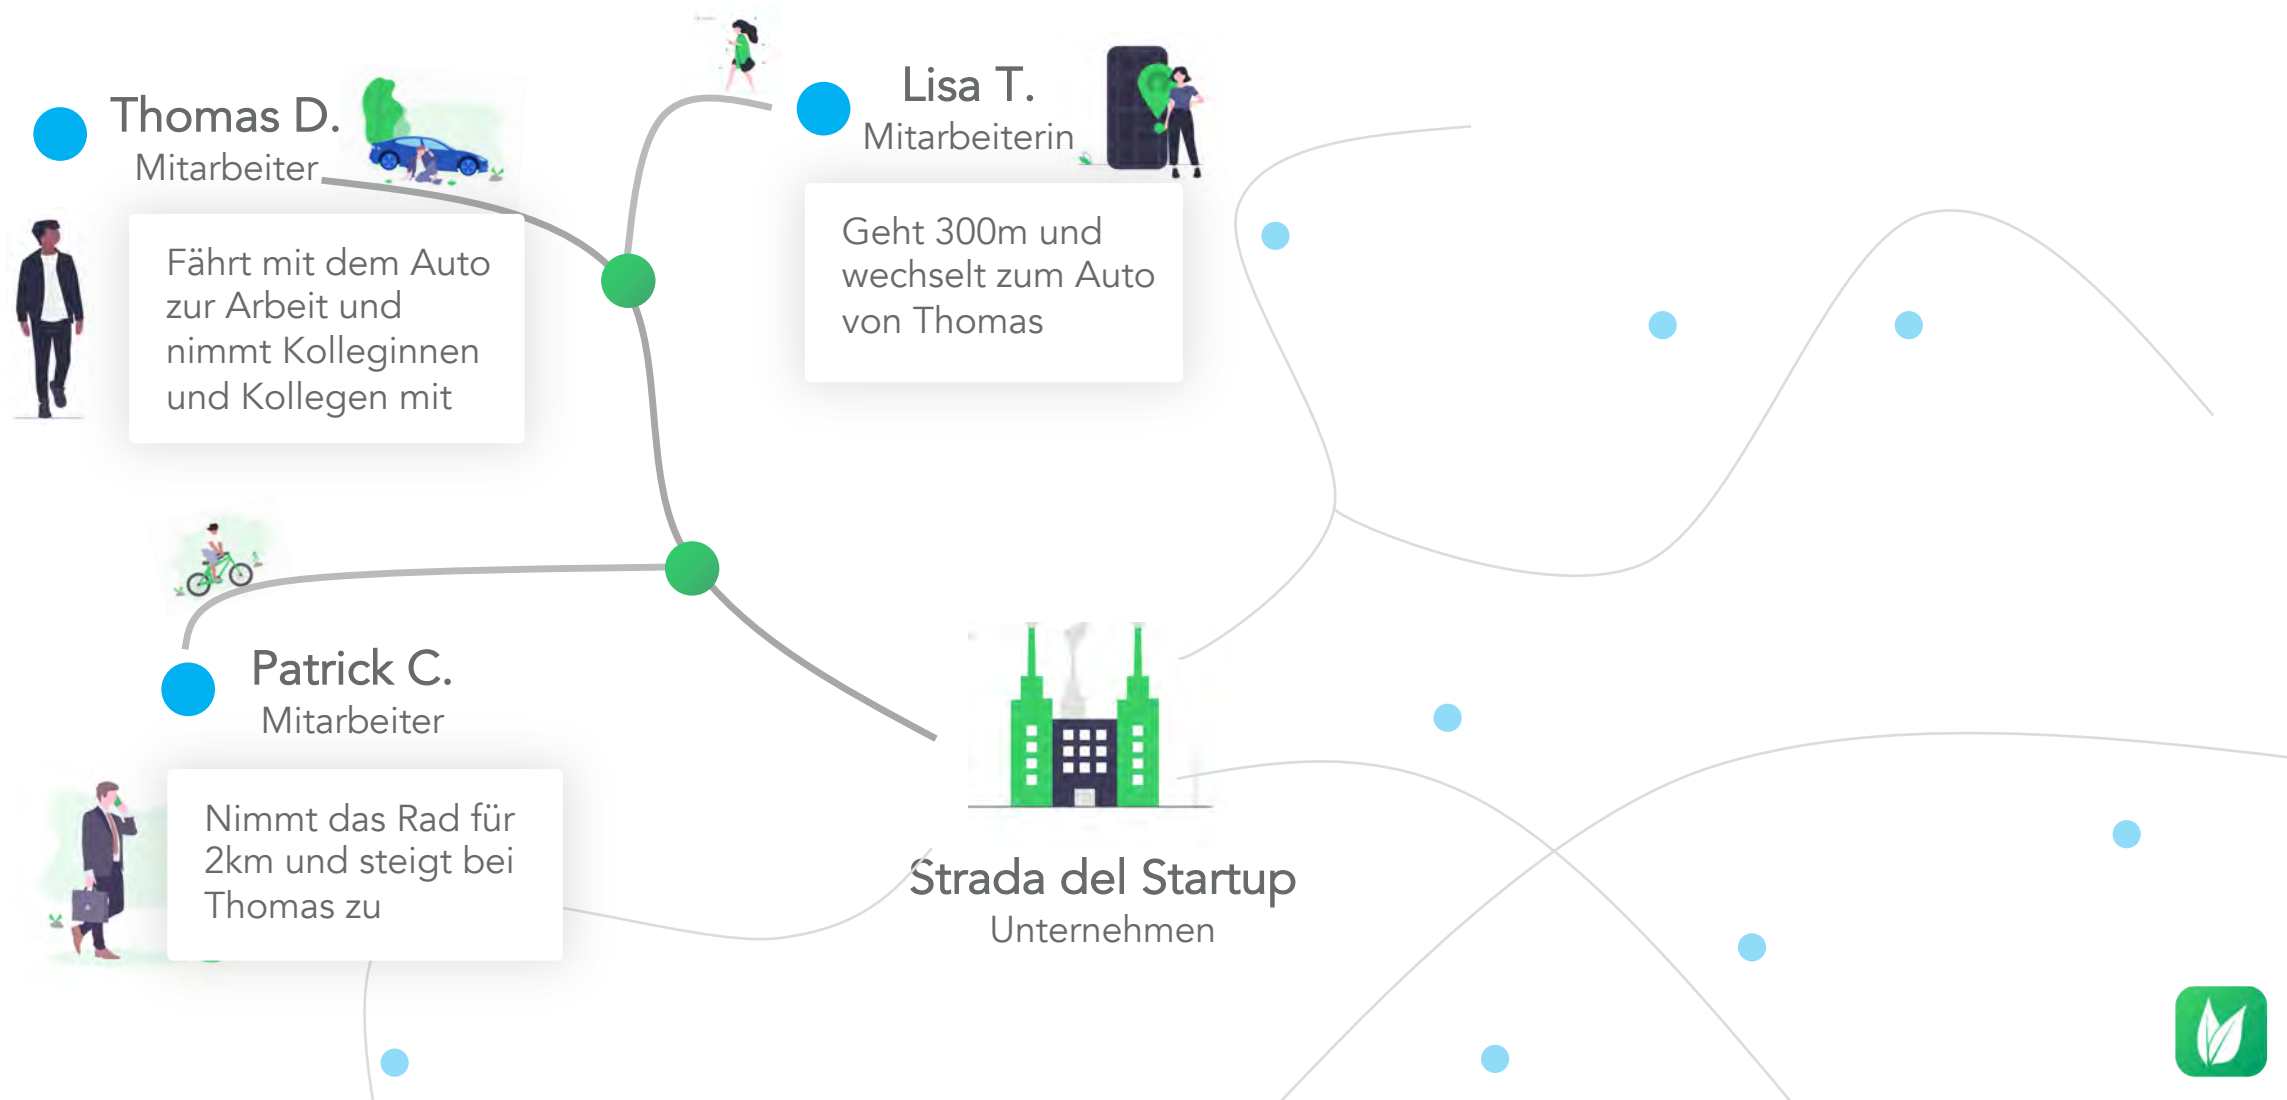 Thomas D.
Mitarbeiter
Fährt mit dem Auto
zur Arbeit und
nimmt Kolleginnen
und Kollegen mit
Lisa T.
Mitarbeiterin
Geht 300m und
wechselt zum Auto
von Thomas
Patrick C.
Mitarbeiter
Nimmt das Rad für
2km und steigt bei
Thomas zu
Strada del Startup
Unternehmen